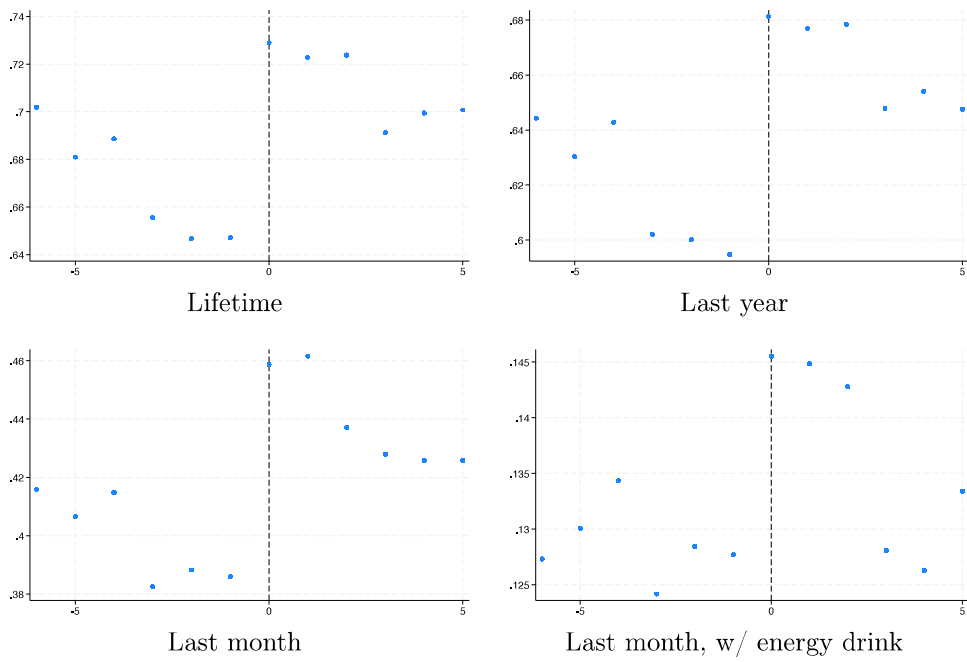 .74
.72
.7
.68
.66
.64
-5 0 5
Lifetime
.68
.66
.64
.62
.6
-5 0 5
Last year
.46
.44
.42
.4
.38
-5 0 5
Last month
.145
.14
.135
.13
.125
-5 0 5
Last month, w/ energy drink